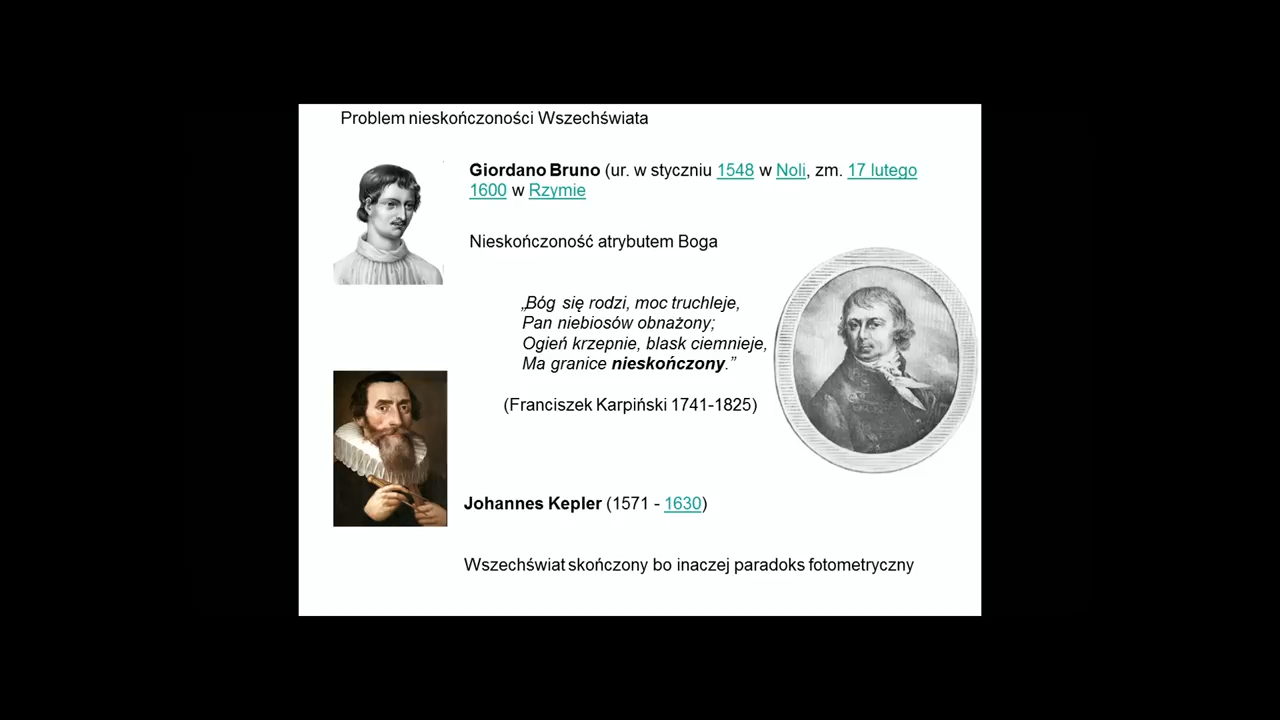 Problem nieskończoności Wszechświata
Giordano Bruno (ur. w styczniu 1548 w Noli, zm. 17 lutego
1600 w Rzymie
Nieskończoność atrybutem Boga
„Bóg się rodzi, moc truchleje,
Pan niebiosów obnażony;
Ogień krzepnie, blask ciemnieje,
Ma granice nieskończony.”
(Franciszek Karpiński 1741-1825)
Johannes Kepler (1571 - 1630)
Wszechświat skończony bo inaczej paradoks fotometryczny